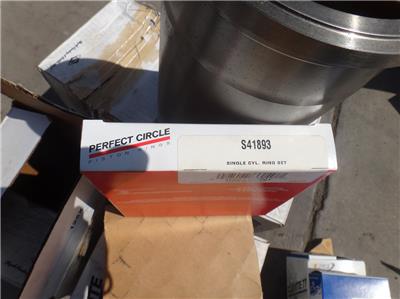 PERFECT CIRCLE
PISTON RINGS
S41893
SINGLE CYL. RING SET